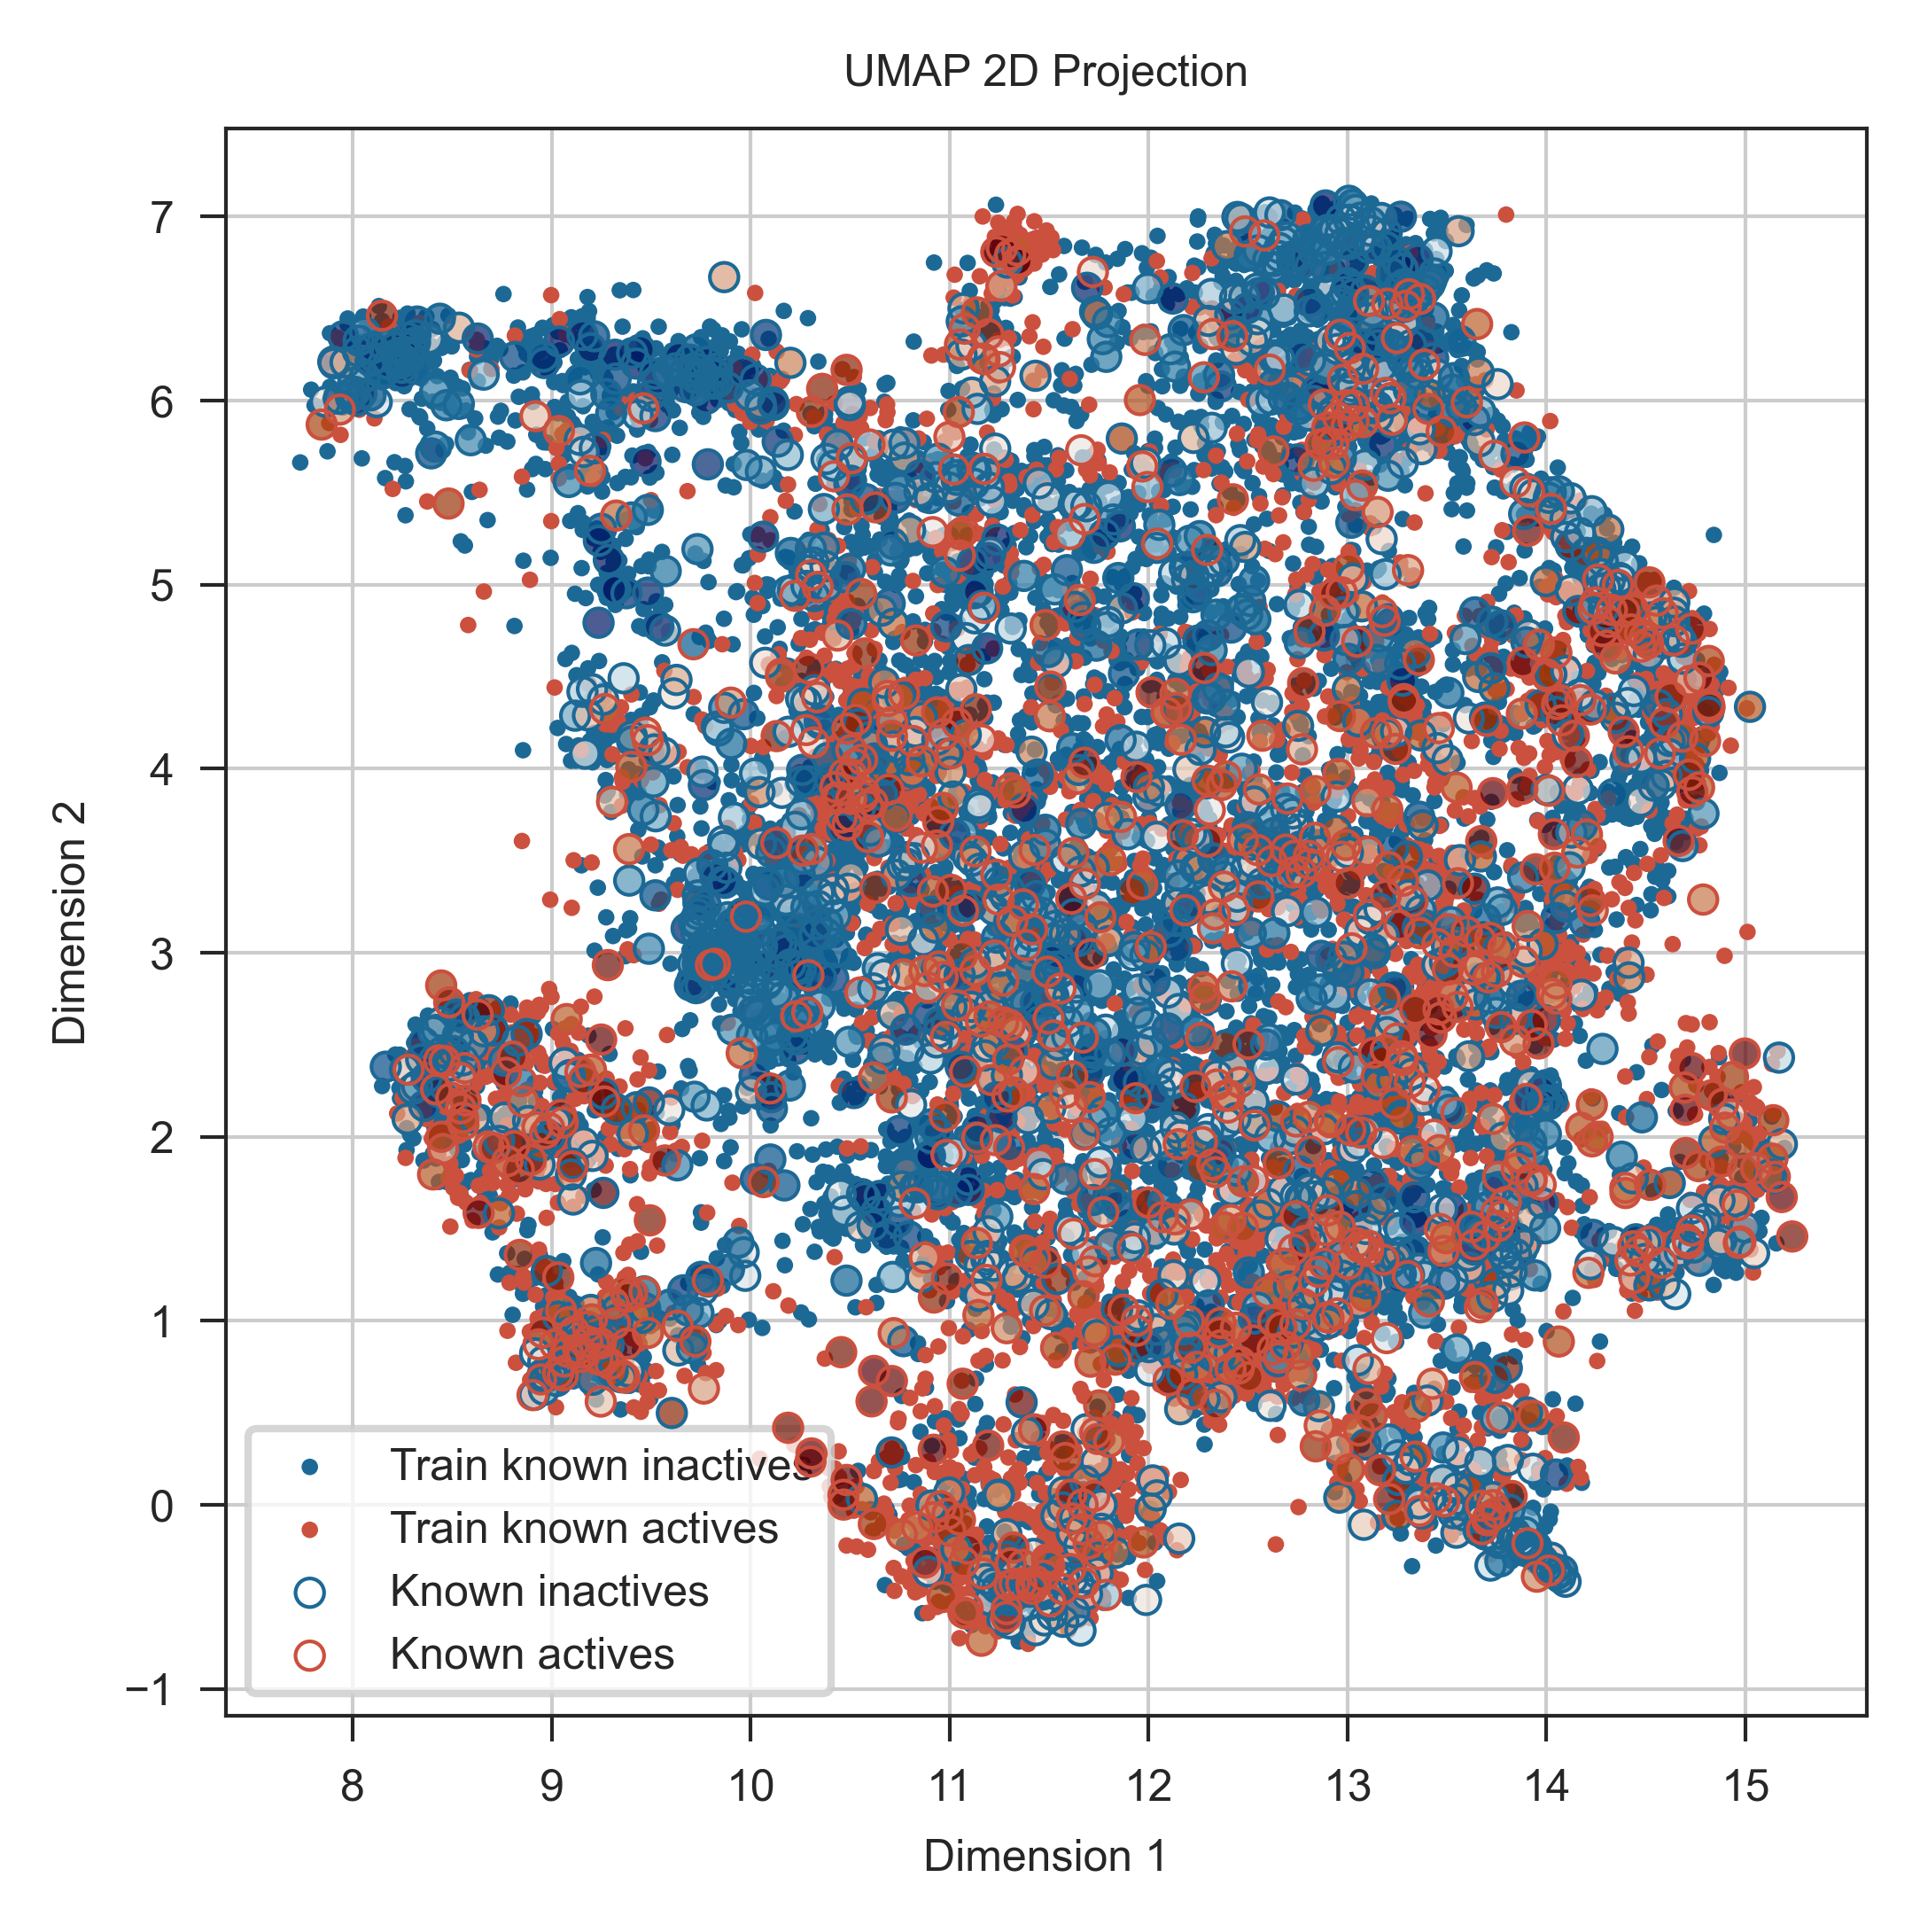 UMAP 2D Projection
7
6
5
4
3
2
1
0
−1
Dimension 2
Train known inactives
Train known actives
Known inactives
Known actives
8 9 10 11 12 13 14 15
Dimension 1